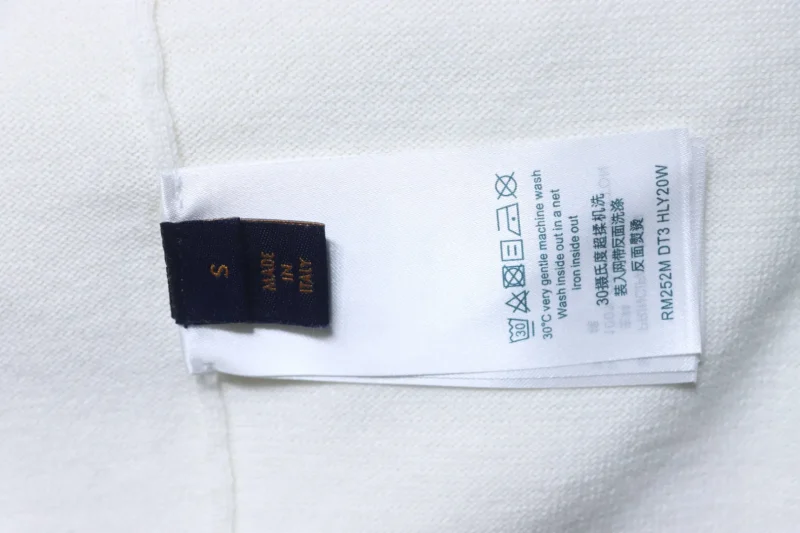 S
MADE
IN
ITALY
30
30°C very gentle machine wash
Wash inside out in a net
Iron inside out
30摄氏度超柔机洗
装入网带反面洗涤
反面熨烫
RM252M DT3 HLY20W